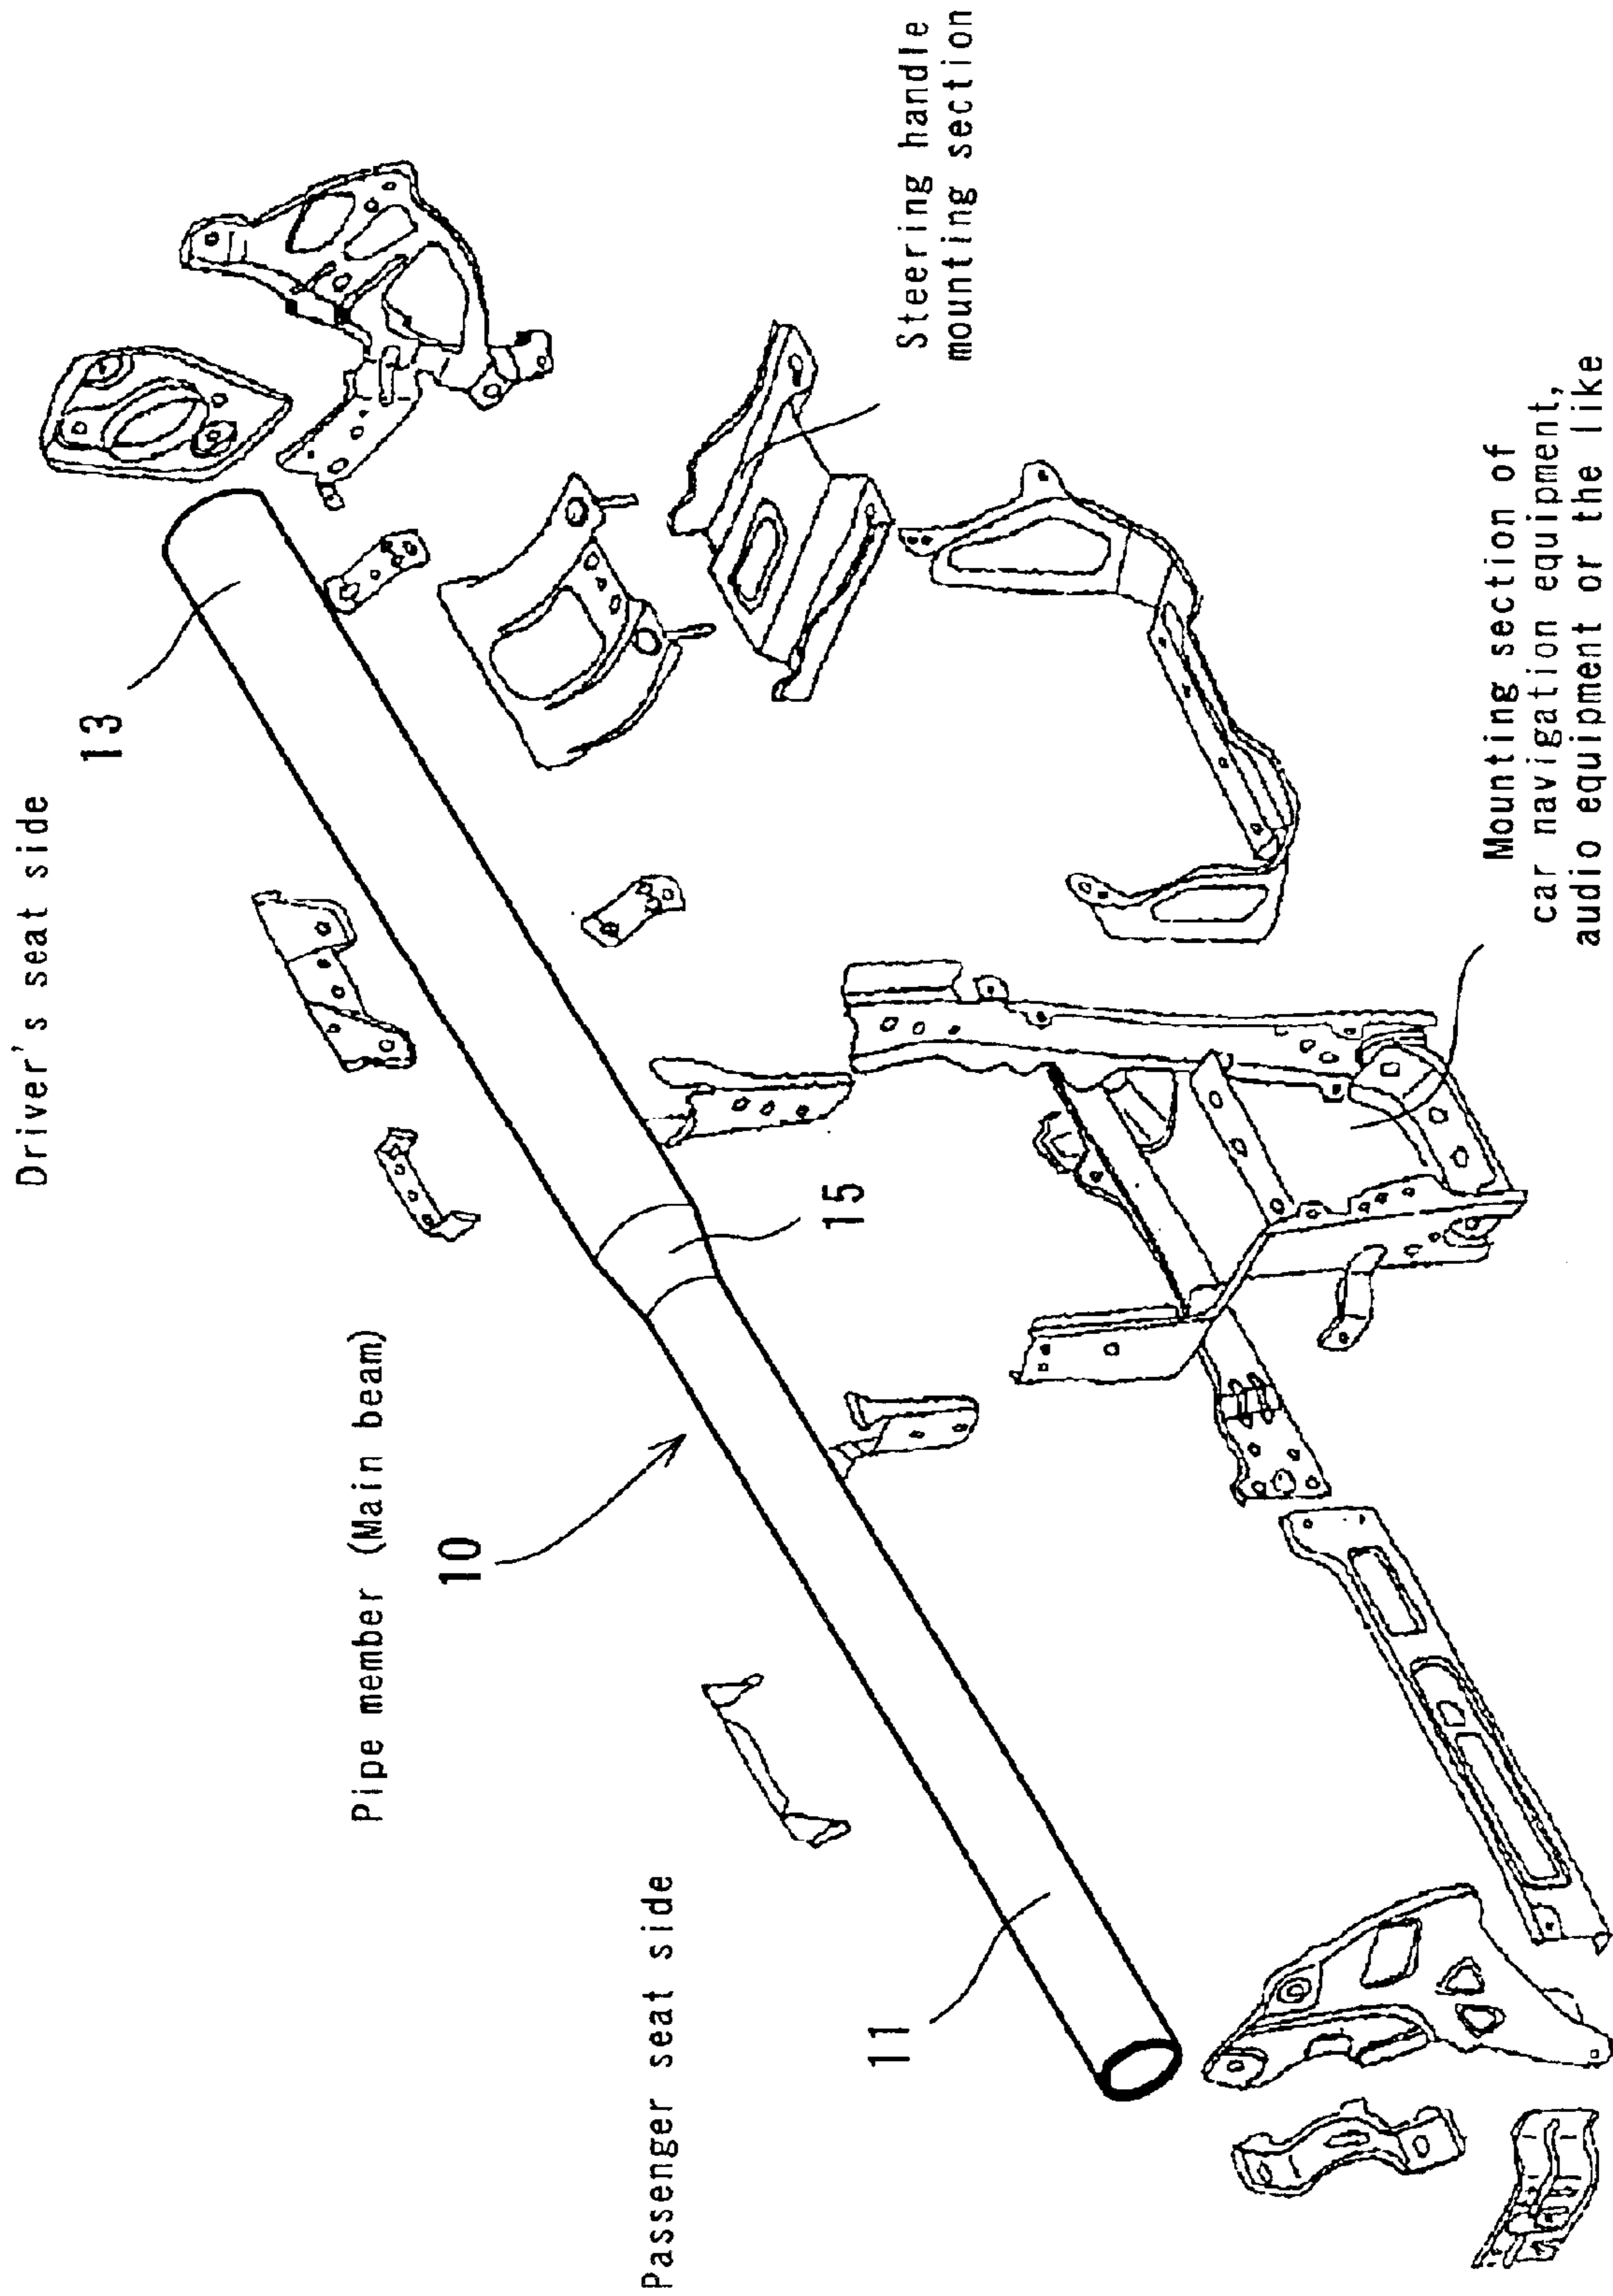 Driver's seat side
13
Pipe member (Main beam)
10
15
Steering handle
mounting section
Passenger seat side
11
Mounting section of
car navigation equipment,
audio equipment or the like